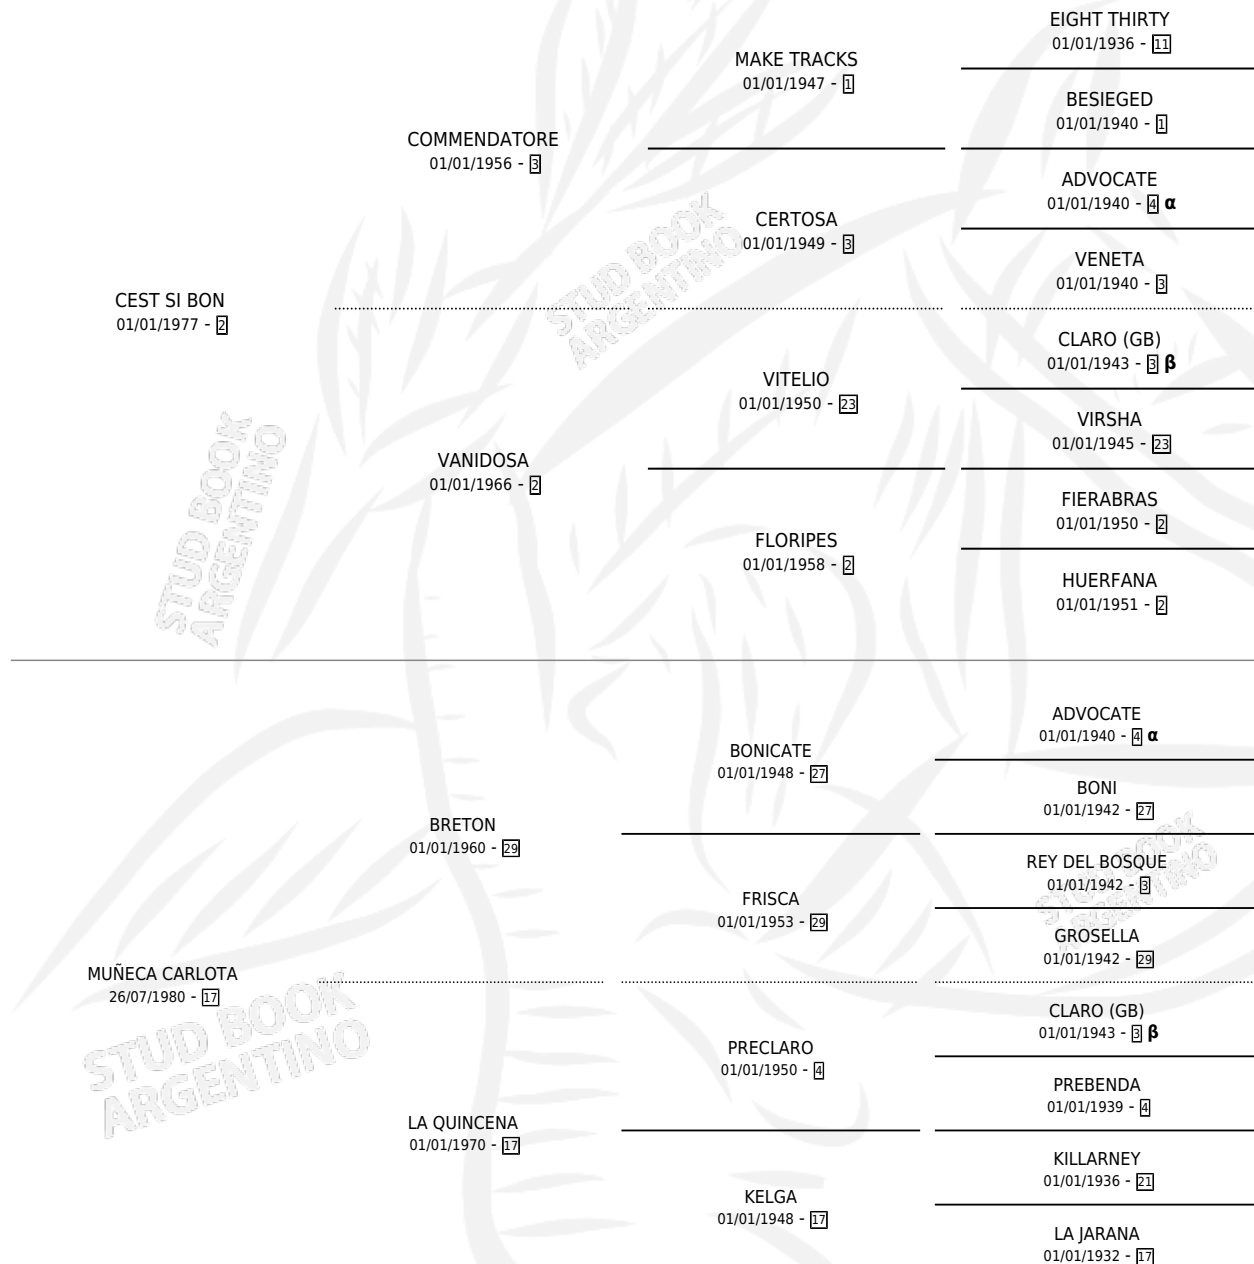 EIGHT THIRTY
01/01/1936 - 11
MAKE TRACKS
01/01/1947 - 1
BESIEGED
01/01/1940 - 1
COMMENDATORE
01/01/1956 - 3
ADVOCATE
01/01/1940 - 4 α
CERTOSA
01/01/1949 - 3
VENETA
01/01/1940 - 3
CEST SI BON
01/01/1977 - 2
CLARO (GB)
01/01/1943 - 3 β
VITELIO
01/01/1950 - 23
VIRSHA
01/01/1945 - 23
VANIDOSA
01/01/1966 - 2
FIERABRAS
01/01/1950 - 2
FLORIPES
01/01/1958 - 2
HUERFANA
01/01/1951 - 2
ADVOCATE
01/01/1940 - 4 α
BONICATE
01/01/1948 - 27
BONI
01/01/1942 - 27
BRETON
01/01/1960 - 29
REY DEL BOSQUE
01/01/1942 - 3
FRISCA
01/01/1953 - 29
GROSELLA
01/01/1942 - 29
MUÑECA CARLOTA
26/07/1980 - 17
CLARO (GB)
01/01/1943 - 3 β
PRECLARO
01/01/1950 - 4
PREBENDA
01/01/1939 - 4
LA QUINCENA
01/01/1970 - 17
KILLARNEY
01/01/1936 - 21
KELGA
01/01/1948 - 17
LA JARANA
01/01/1932 - 17
STUD BOOK
ARGENTINO
STUD BOOK
ARGENTINO
STUD BOOK
ARGENTINO
STUD BOOK
ARGENTINO